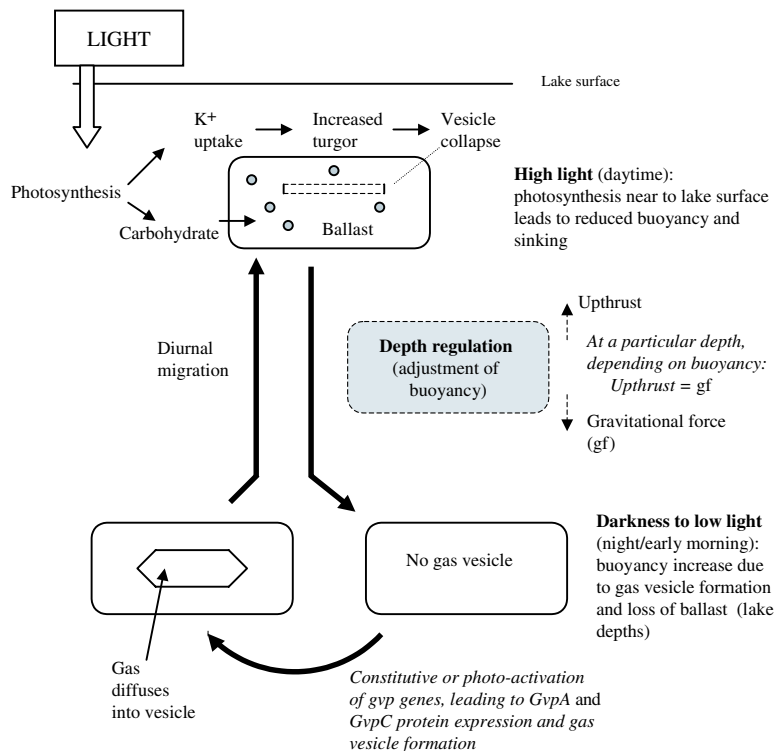 LIGHT
Lake surface
K+
uptake
Increased
turgor
Vesicle
collapse
Photosynthesis
Carbohydrate
Ballast
High light (daytime):
photosynthesis near to lake surface
leads to reduced buoyancy and
sinking
Diurnal
migration
Depth regulation
(adjustment of
buoyancy)
Upthrust
At a particular depth,
depending on buoyancy:
Upthrust = gf
Gravitational force
(gf)
No gas vesicle
Darkness to low light
(night/early morning):
buoyancy increase due
to gas vesicle formation
and loss of ballast (lake
depths)
Gas
diffuses
into vesicle
Constitutive or photo-activation
of gvp genes, leading to GvpA and
GvpC protein expression and gas
vesicle formation